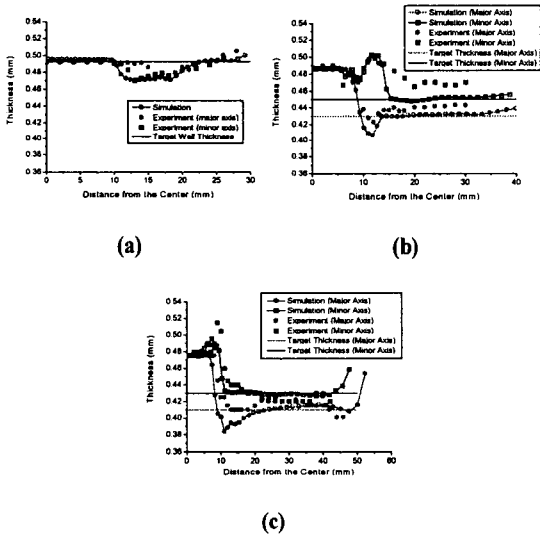 0.54
0.52
0.50
0.48
0.46
0.44
0.42
0.40
0.38
0.36
Thickness (mm)
0 5 10 15 20 25 30
Distance from the Center (mm)
Simulation
Experiment (major axis)
Experiment (minor axis)
Target Wall Thickness
(a)
0.54
0.52
0.50
0.48
0.46
0.44
0.42
0.40
0.38
0.36
Thickness (mm)
0 10 20 30 40
Distance from the Center (mm)
Simulation (Major Axis)
Simulation (Minor Axis)
Experiment (Major Axis)
Experiment (Minor Axis)
Target Thickness (Major Axis)
Target Thickness (Minor Axis)
(b)
0.54
0.52
0.50
0.48
0.46
0.44
0.42
0.40
0.38
0.36
Thickness (mm)
0 10 20 30 40 50 60
Distance from the Center (mm)
Simulation (Major Axis)
Simulation (Minor Axis)
Experiment (Major Axis)
Experiment (Minor Axis)
Target Thickness (Major Axis)
Target Thickness (Minor Axis)
(c)